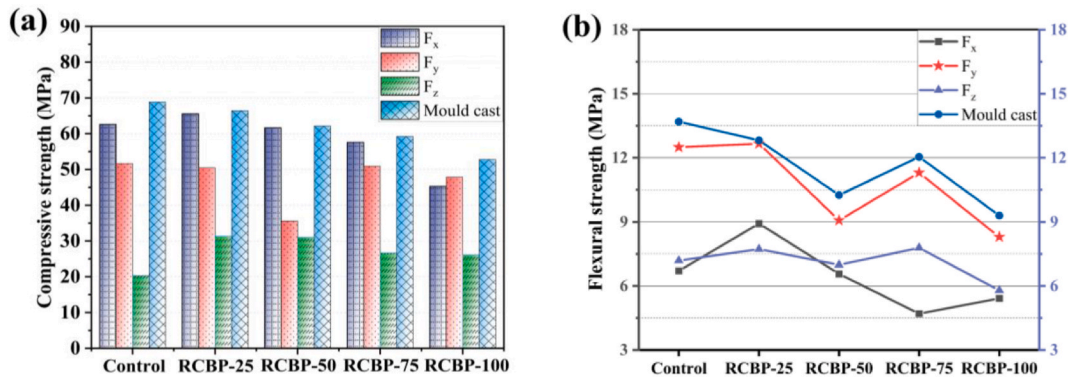 (a)
Compressive strength (MPa)
90
80
70
60
50
40
30
20
10
0
Fx
Fy
Fz
Mould cast
Control RCBP-25 RCBP-50 RCBP-75 RCBP-100
(b)
Flexural strength (MPa)
18
15
12
9
6
3
Fx
Fy
Fz
Mould cast
18
15
12
9
6
3
Control RCBP-25 RCBP-50 RCBP-75 RCBP-100